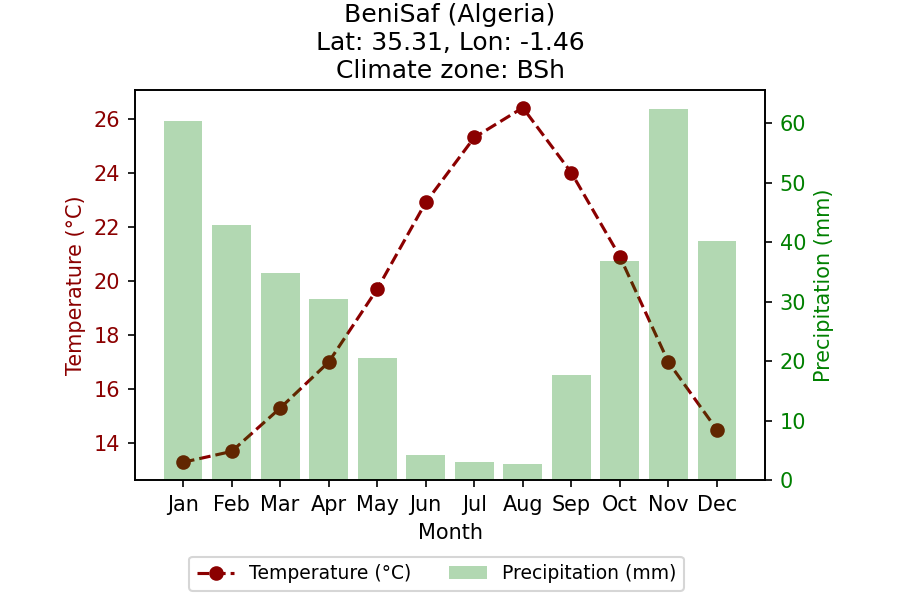 BeniSaf (Algeria)
Lat: 35.31, Lon: -1.46
Climate zone: BSh
26
24
22
20
18
16
14
Temperature (°C)
60
50
40
30
20
10
0
Precipitation (mm)
Jan Feb Mar Apr May Jun Jul Aug Sep Oct Nov Dec
Month
Temperature (°C) Precipitation (mm)